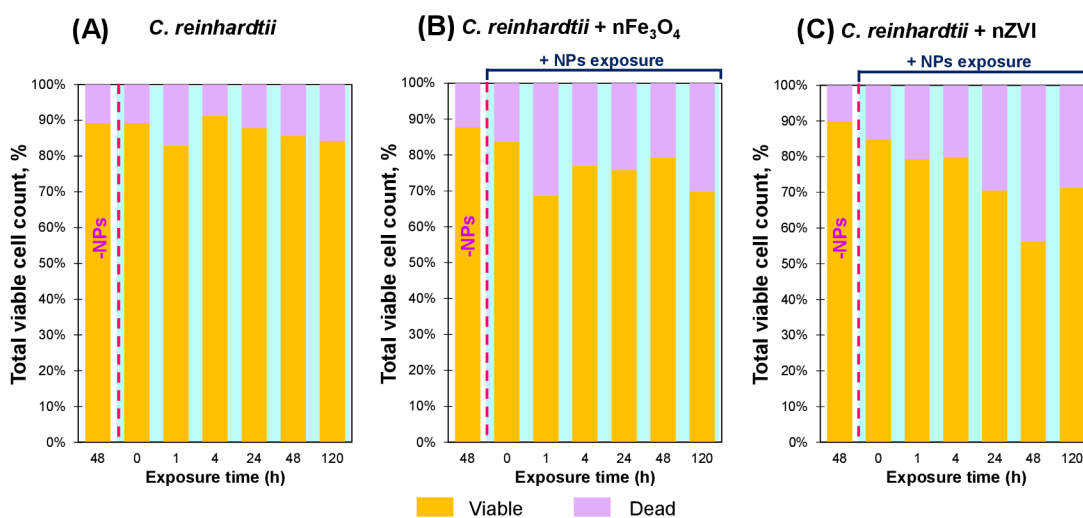 (A) C. reinhardtii
(B) C. reinhardtii + nFe₃O₄
(C) C. reinhardtii + nZVI
+ NPs exposure
+ NPs exposure
Total viable cell count, %
100%
90%
80%
70%
60%
50%
40%
30%
20%
10%
0%
-NPs
48 0 1 4 24 48 120
Exposure time (h)
Total viable cell count, %
100%
90%
80%
70%
60%
50%
40%
30%
20%
10%
0%
-NPs
48 0 1 4 24 48 120
Exposure time (h)
Total viable cell count, %
100%
90%
80%
70%
60%
50%
40%
30%
20%
10%
0%
-NPs
48 0 1 4 24 48 120
Exposure time (h)
Viable Dead